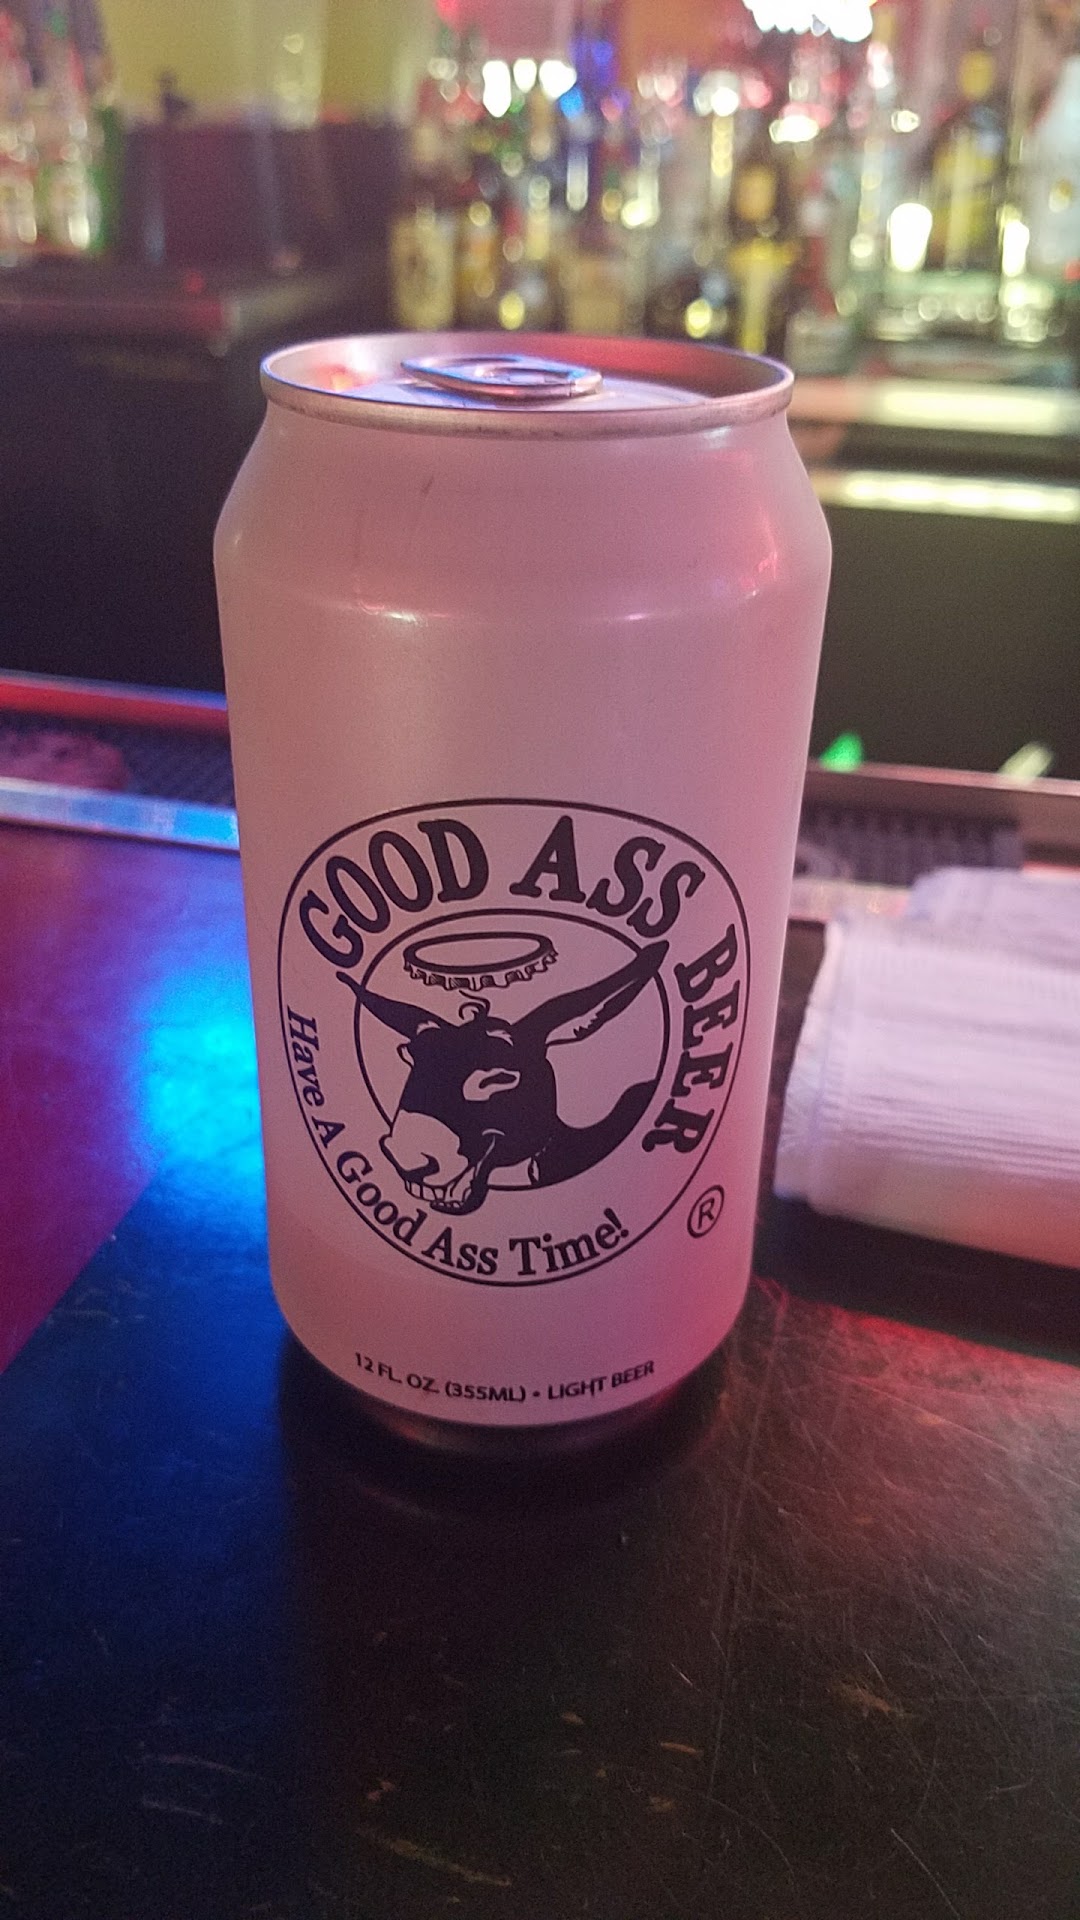 GOOD ASS BEER
Have A Good Ass Time!
®
12 FL. OZ. (355ML) • LIGHT BEER